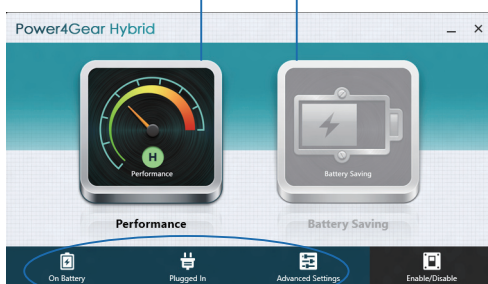 Power4Gear Hybrid
H
Performance
Battery Saving
Performance
Battery Saving
On Battery
Plugged In
Advanced Settings
Enable/Disable